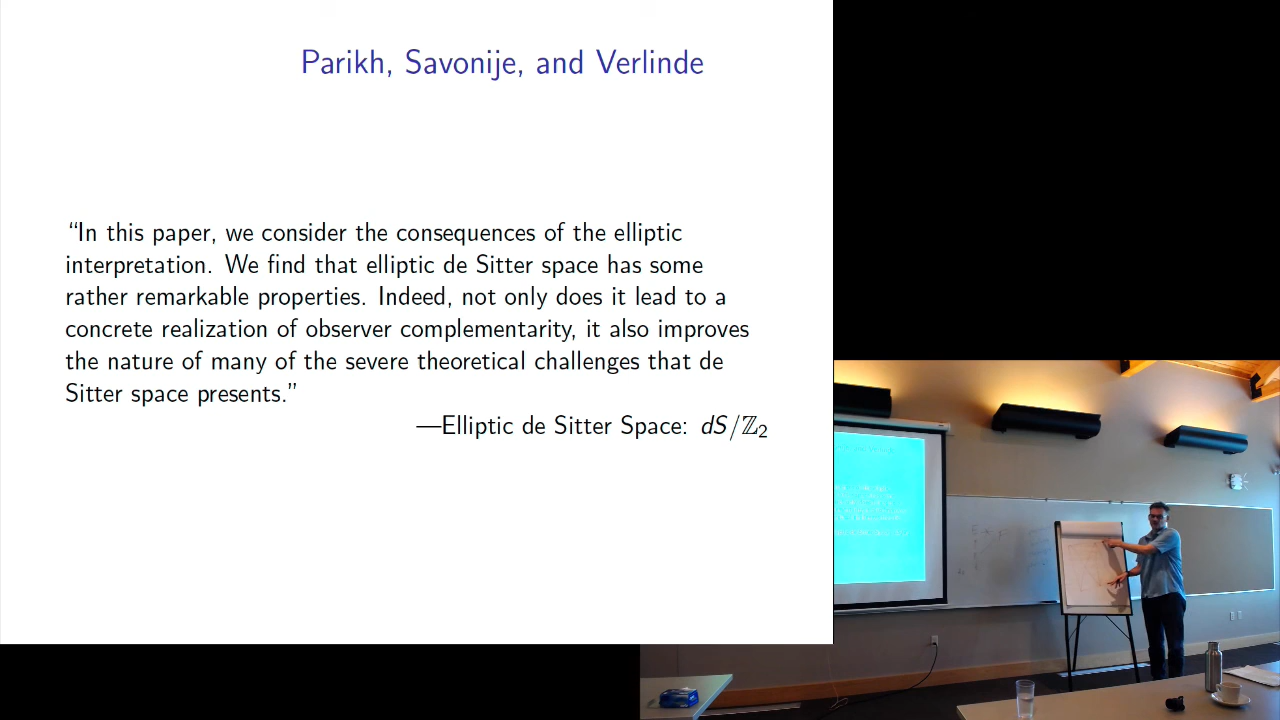 Parikh, Savonije, and Verlinde
“In this paper, we consider the consequences of the elliptic
interpretation. We find that elliptic de Sitter space has some
rather remarkable properties. Indeed, not only does it lead to a
concrete realization of observer complementarity, it also improves
the nature of many of the severe theoretical challenges that de
Sitter space presents.”
—Elliptic de Sitter Space: dS/ℤ₂